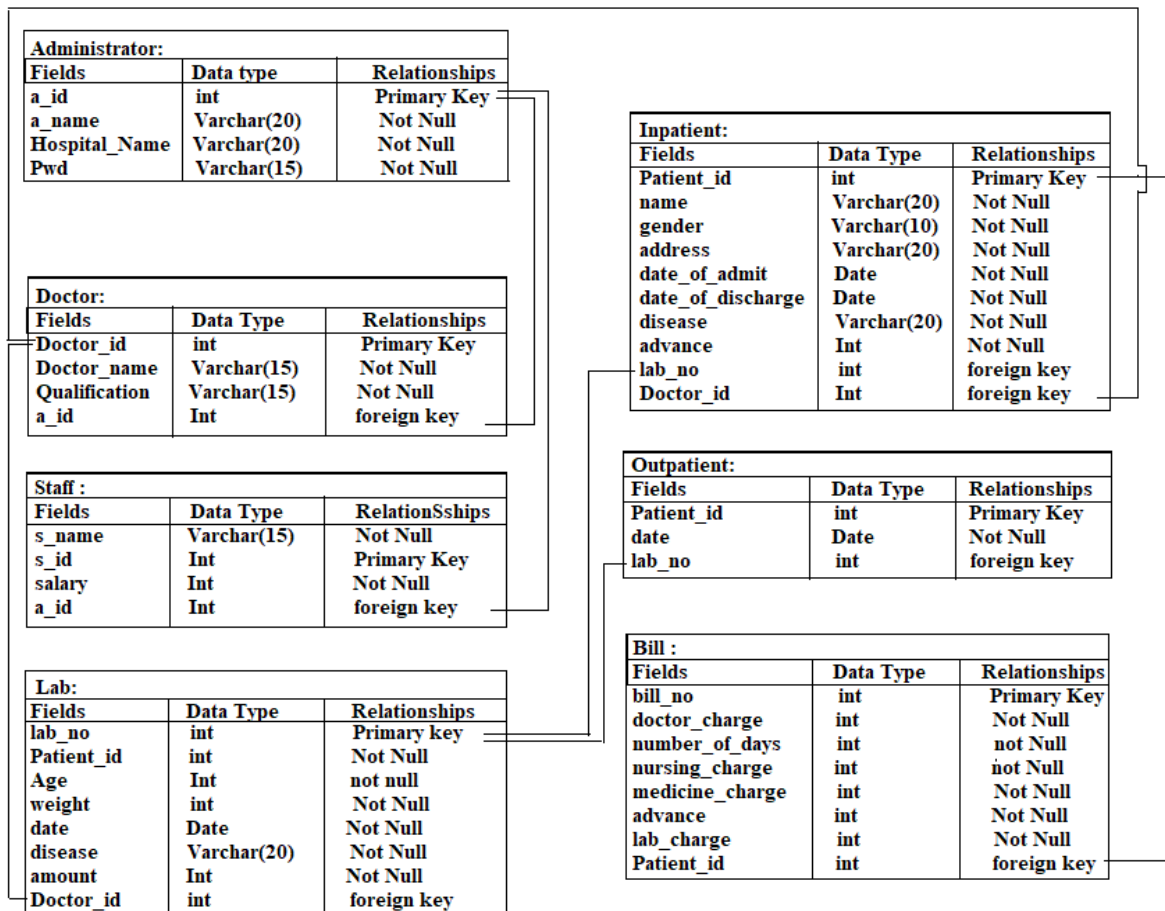 Administrator:
Fields Data type Relationships
a_id int Primary Key
a_name Varchar(20) Not Null
Hospital_Name Varchar(20) Not Null
Pwd Varchar(15) Not Null
Doctor:
Fields Data Type Relationships
Doctor_id int Primary Key
Doctor_name Varchar(15) Not Null
Qualification Varchar(15) Not Null
a_id Int foreign key
Staff :
Fields Data Type RelationSships
s_name Varchar(15) Not Null
s_id Int Primary Key
salary Int Not Null
a_id Int foreign key
Lab:
Fields Data Type Relationships
lab_no int Primary key
Patient_id int Not Null
Age Int not null
weight int Not Null
date Date Not Null
disease Varchar(20) Not Null
amount Int Not Null
Doctor_id int foreign key
Inpatient:
Fields Data Type Relationships
Patient_id int Primary Key
name Varchar(20) Not Null
gender Varchar(10) Not Null
address Varchar(20) Not Null
date_of_admit Date Not Null
date_of_discharge Date Not Null
disease Varchar(20) Not Null
advance Int Not Null
lab_no int foreign key
Doctor_id Int foreign key
Outpatient:
Fields Data Type Relationships
Patient_id int Primary Key
date Date Not Null
lab_no int foreign key
Bill :
Fields Data Type Relationships
bill_no int Primary Key
doctor_charge int Not Null
number_of_days int not Null
nursing_charge int not Null
medicine_charge int Not Null
advance int Not Null
lab_charge int Not Null
Patient_id int foreign key